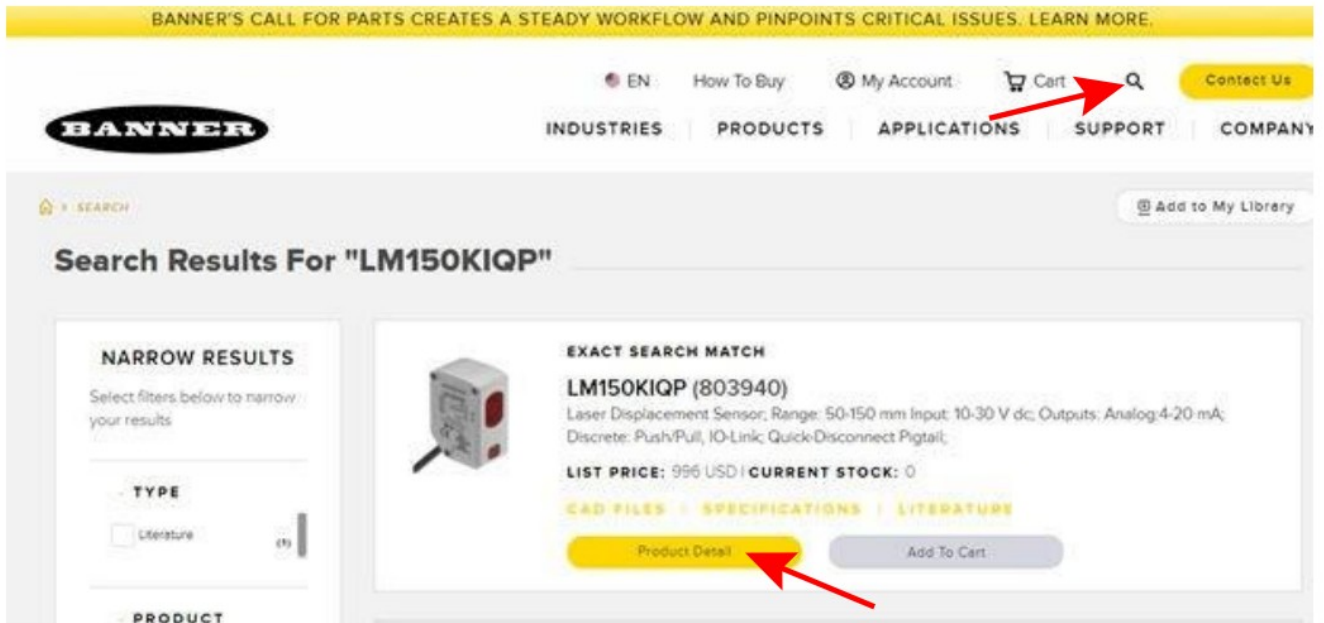 BANNER'S CALL FOR PARTS CREATES A STEADY WORKFLOW AND PINPOINTS CRITICAL ISSUES. LEARN MORE.
EN How To Buy My Account Cart Contact Us
BANNER
INDUSTRIES PRODUCTS APPLICATIONS SUPPORT COMPANY
SEARCH
Add to My Library
Search Results For "LM150KIQP"
NARROW RESULTS
Select filters below to narrow
your results
TYPE
Literature (1)
PRODUCT
EXACT SEARCH MATCH
LM150KIQP (803940)
Laser Displacement Sensor; Range: 50-150 mm Input: 10-30 V dc; Outputs: Analog:4-20 mA;
Discrete: Push/Pull, IO-Link; Quick-Disconnect Pigtail;
LIST PRICE: 996 USD | CURRENT STOCK: 0
CAD FILES | SPECIFICATIONS | LITERATURE
Product Detail Add To Cart